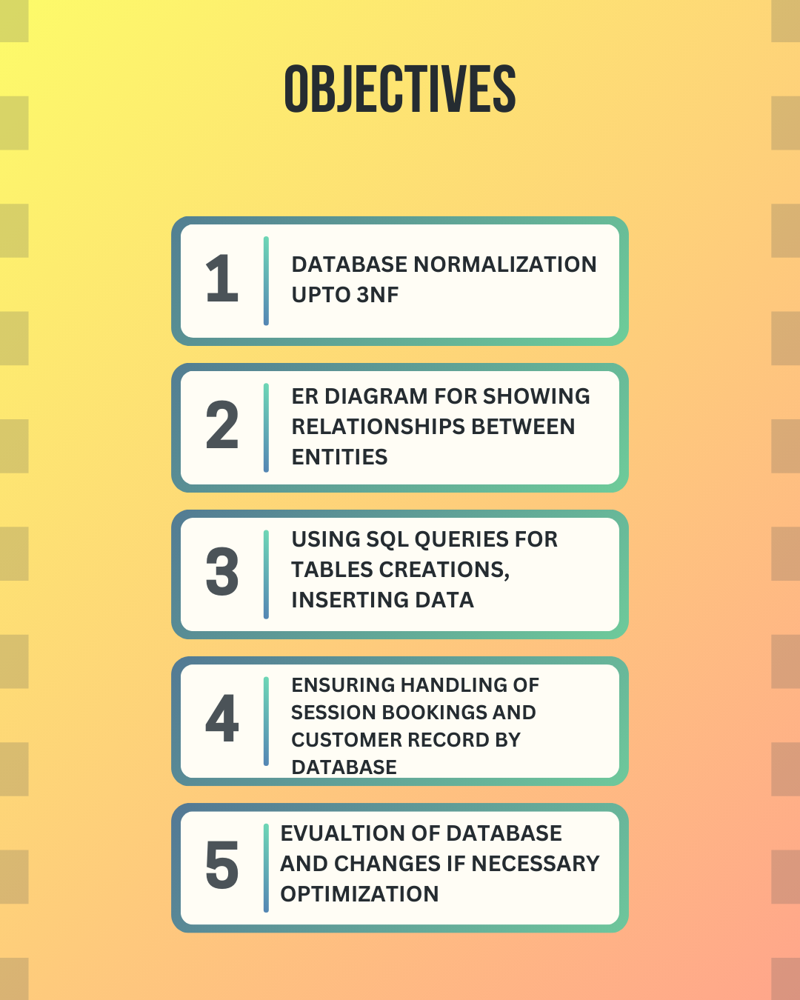 OBJECTIVES
1
DATABASE NORMALIZATION
UPTO 3NF
2
ER DIAGRAM FOR SHOWING
RELATIONSHIPS BETWEEN
ENTITIES
3
USING SQL QUERIES FOR
TABLES CREATIONS,
INSERTING DATA
4
ENSURING HANDLING OF
SESSION BOOKINGS AND
CUSTOMER RECORD BY
DATABASE
5
EVUALTION OF DATABASE
AND CHANGES IF NECESSARY
OPTIMIZATION